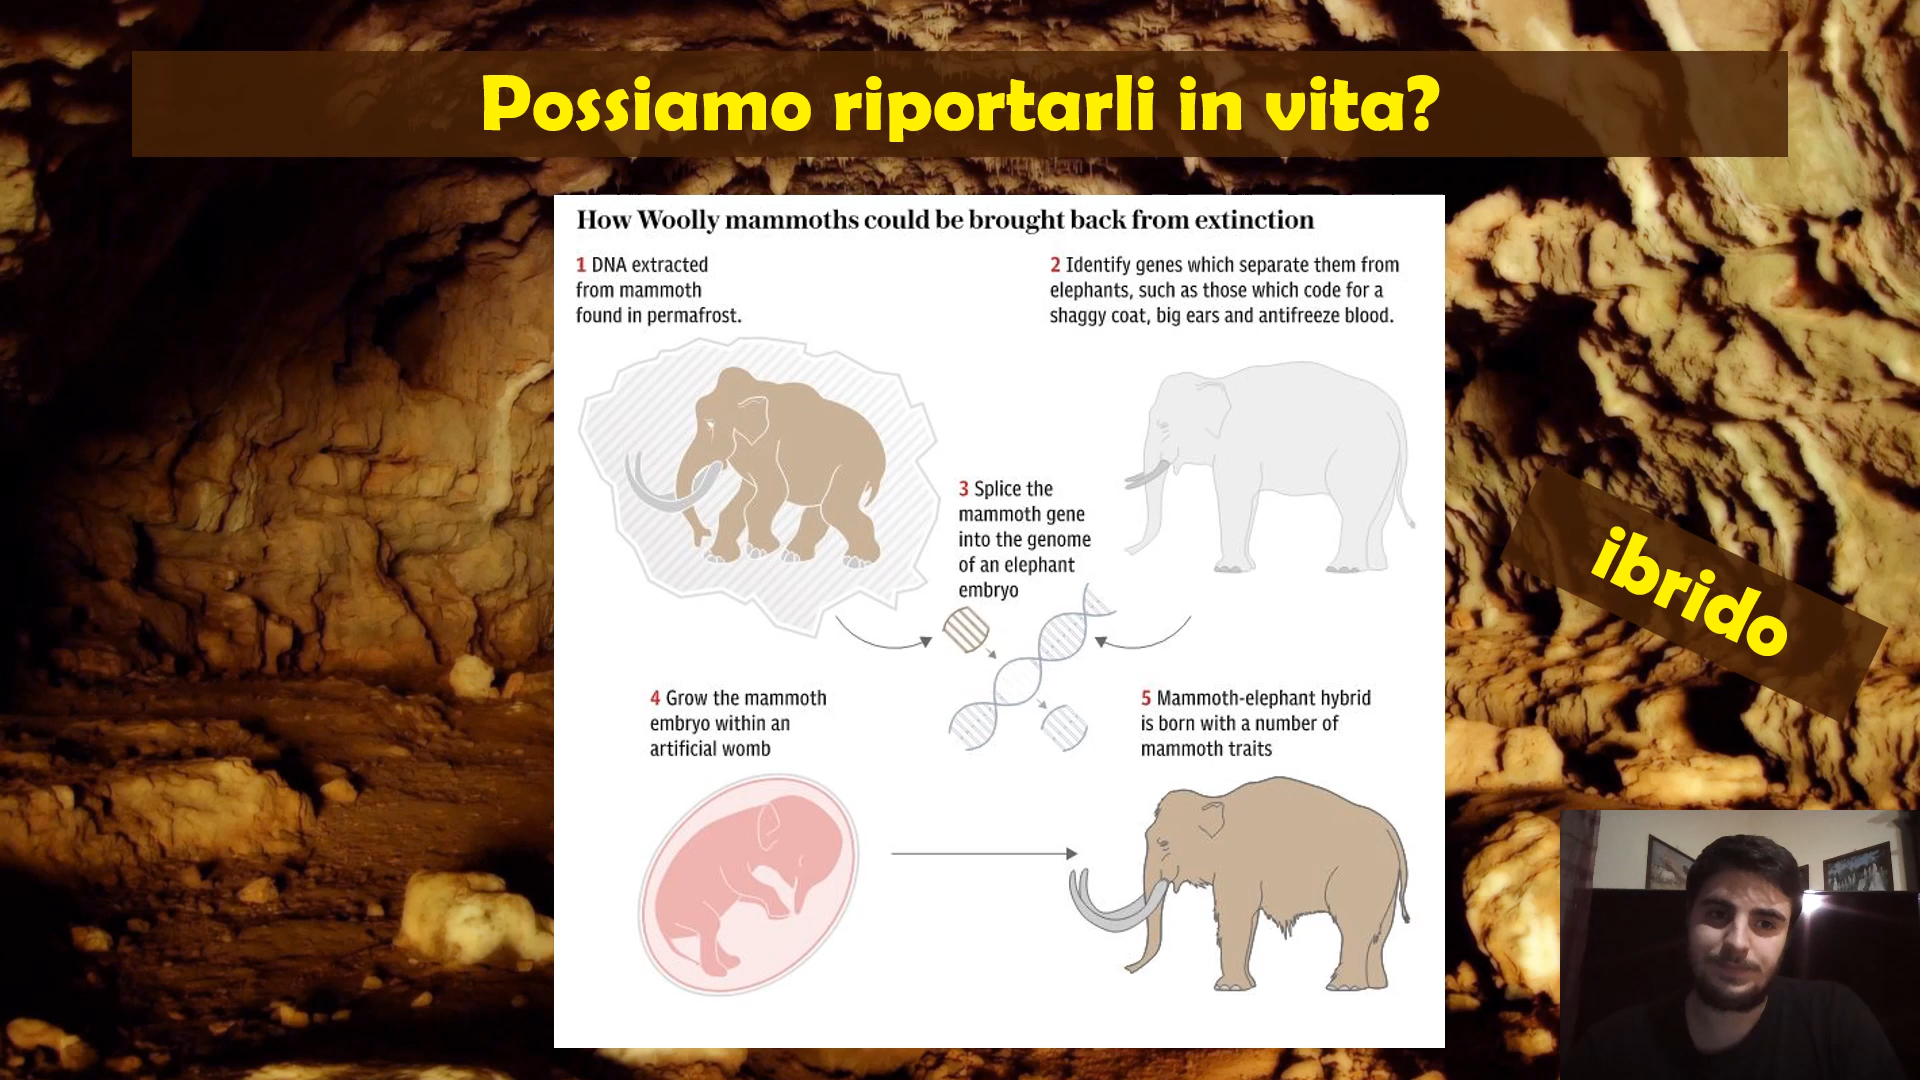 Possiamo riportarli in vita?
How Woolly mammoths could be brought back from extinction
1 DNA extracted
from mammoth
found in permafrost.
2 Identify genes which separate them from
elephants, such as those which code for a
shaggy coat, big ears and antifreeze blood.
3 Splice the
mammoth gene
into the genome
of an elephant
embryo
ibrido
4 Grow the mammoth
embryo within an
artificial womb
5 Mammoth-elephant hybrid
is born with a number of
mammoth traits